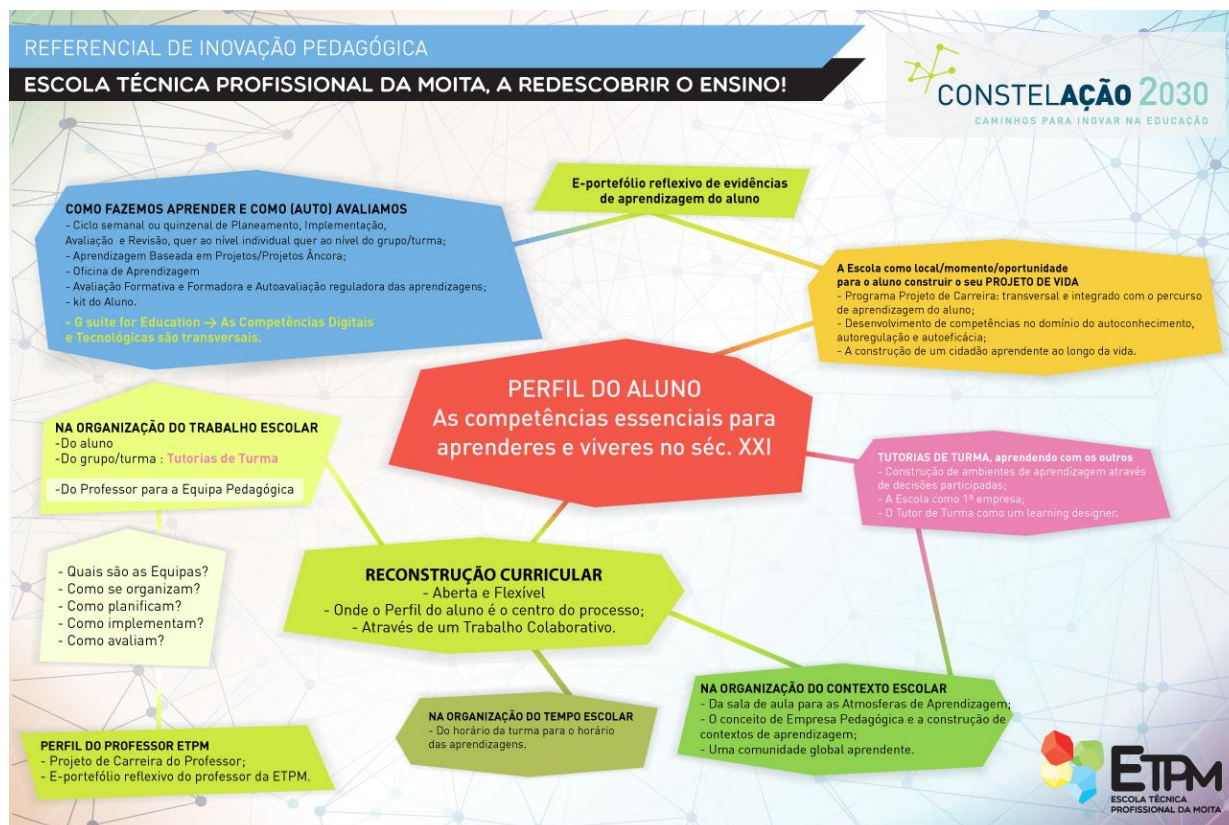 REFERENCIAL DE INOVAÇÃO PEDAGÓGICA
ESCOLA TÉCNICA PROFISSIONAL DA MOITA, A REDESCOBRIR O ENSINO!
CONSTELAÇÃO 2030
CAMINHOS PARA INOVAR NA EDUCAÇÃO
E-portefólio reflexivo de evidências
de aprendizagem do aluno
COMO FAZEMOS APRENDER E COMO (AUTO) AVALIAMOS
- Ciclo semanal ou quinzenal de Planeamento, Implementação,
Avaliação e Revisão, quer ao nível individual quer ao nível do grupo/turma;
- Aprendizagem Baseada em Projetos/Projetos Âncora;
- Oficina de Aprendizagem
- Avaliação Formativa e Formadora e Autoavaliação reguladora das aprendizagens;
- kit do Aluno.
- G suite for Education → As Competências Digitais
e Tecnológicas são transversais.
A Escola como local/momento/oportunidade
para o aluno construir o seu PROJETO DE VIDA
- Programa Projeto de Carreira: transversal e integrado com o percurso
de aprendizagem do aluno;
- Desenvolvimento de competências no domínio do autoconhecimento,
autoregulação e autoeficácia;
- A construção de um cidadão aprendente ao longo da vida.
PERFIL DO ALUNO
As competências essenciais para
aprenderes e viveres no séc. XXI
NA ORGANIZAÇÃO DO TRABALHO ESCOLAR
-Do aluno
-Do grupo/turma : Tutorias de Turma
-Do Professor para a Equipa Pedagógica
TUTORIAS DE TURMA, aprendendo com os outros
- Construção de ambientes de aprendizagem através
de decisões participadas;
- A Escola como 1ª empresa;
- O Tutor de Turma como um learning designer.
- Quais são as Equipas?
- Como se organizam?
- Como planificam?
- Como implementam?
- Como avaliam?
RECONSTRUÇÃO CURRICULAR
- Aberta e Flexível
- Onde o Perfil do aluno é o centro do processo;
- Através de um Trabalho Colaborativo.
NA ORGANIZAÇÃO DO CONTEXTO ESCOLAR
- Da sala de aula para as Atmosferas de Aprendizagem;
- O conceito de Empresa Pedagógica e a construção de
contextos de aprendizagem;
- Uma comunidade global aprendente.
NA ORGANIZAÇÃO DO TEMPO ESCOLAR
- Do horário da turma para o horário
das aprendizagens.
PERFIL DO PROFESSOR ETPM
- Projeto de Carreira do Professor;
- E-portefólio reflexivo do professor da ETPM.
ETPM
ESCOLA TÉCNICA
PROFISSIONAL DA MOITA